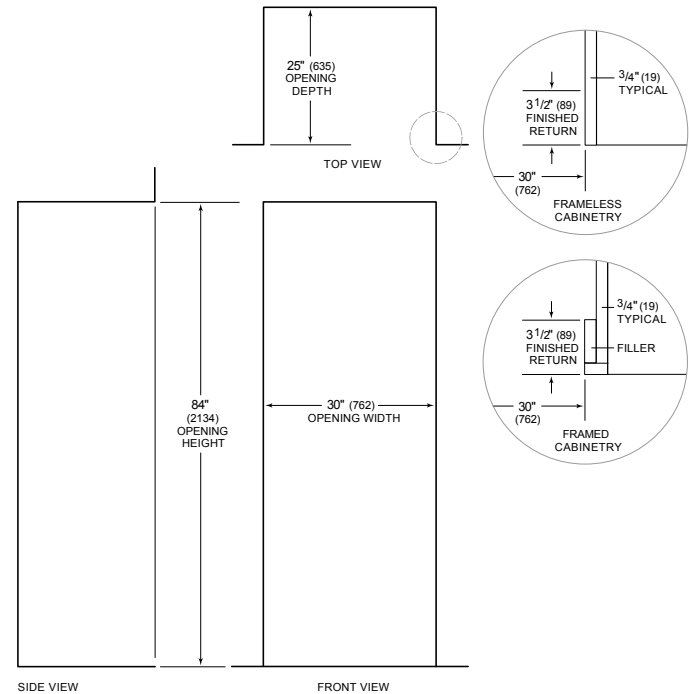 25" (635)
OPENING
DEPTH
TOP VIEW
3/4" (19)
TYPICAL
3 1/2" (89)
FINISHED
RETURN
30"
(762)
FRAMELESS
CABINETRY
3/4" (19)
TYPICAL
3 1/2" (89)
FINISHED
RETURN
FILLER
30"
(762)
FRAMED
CABINETRY
84"
(2134)
OPENING
HEIGHT
30" (762)
OPENING WIDTH
SIDE VIEW
FRONT VIEW